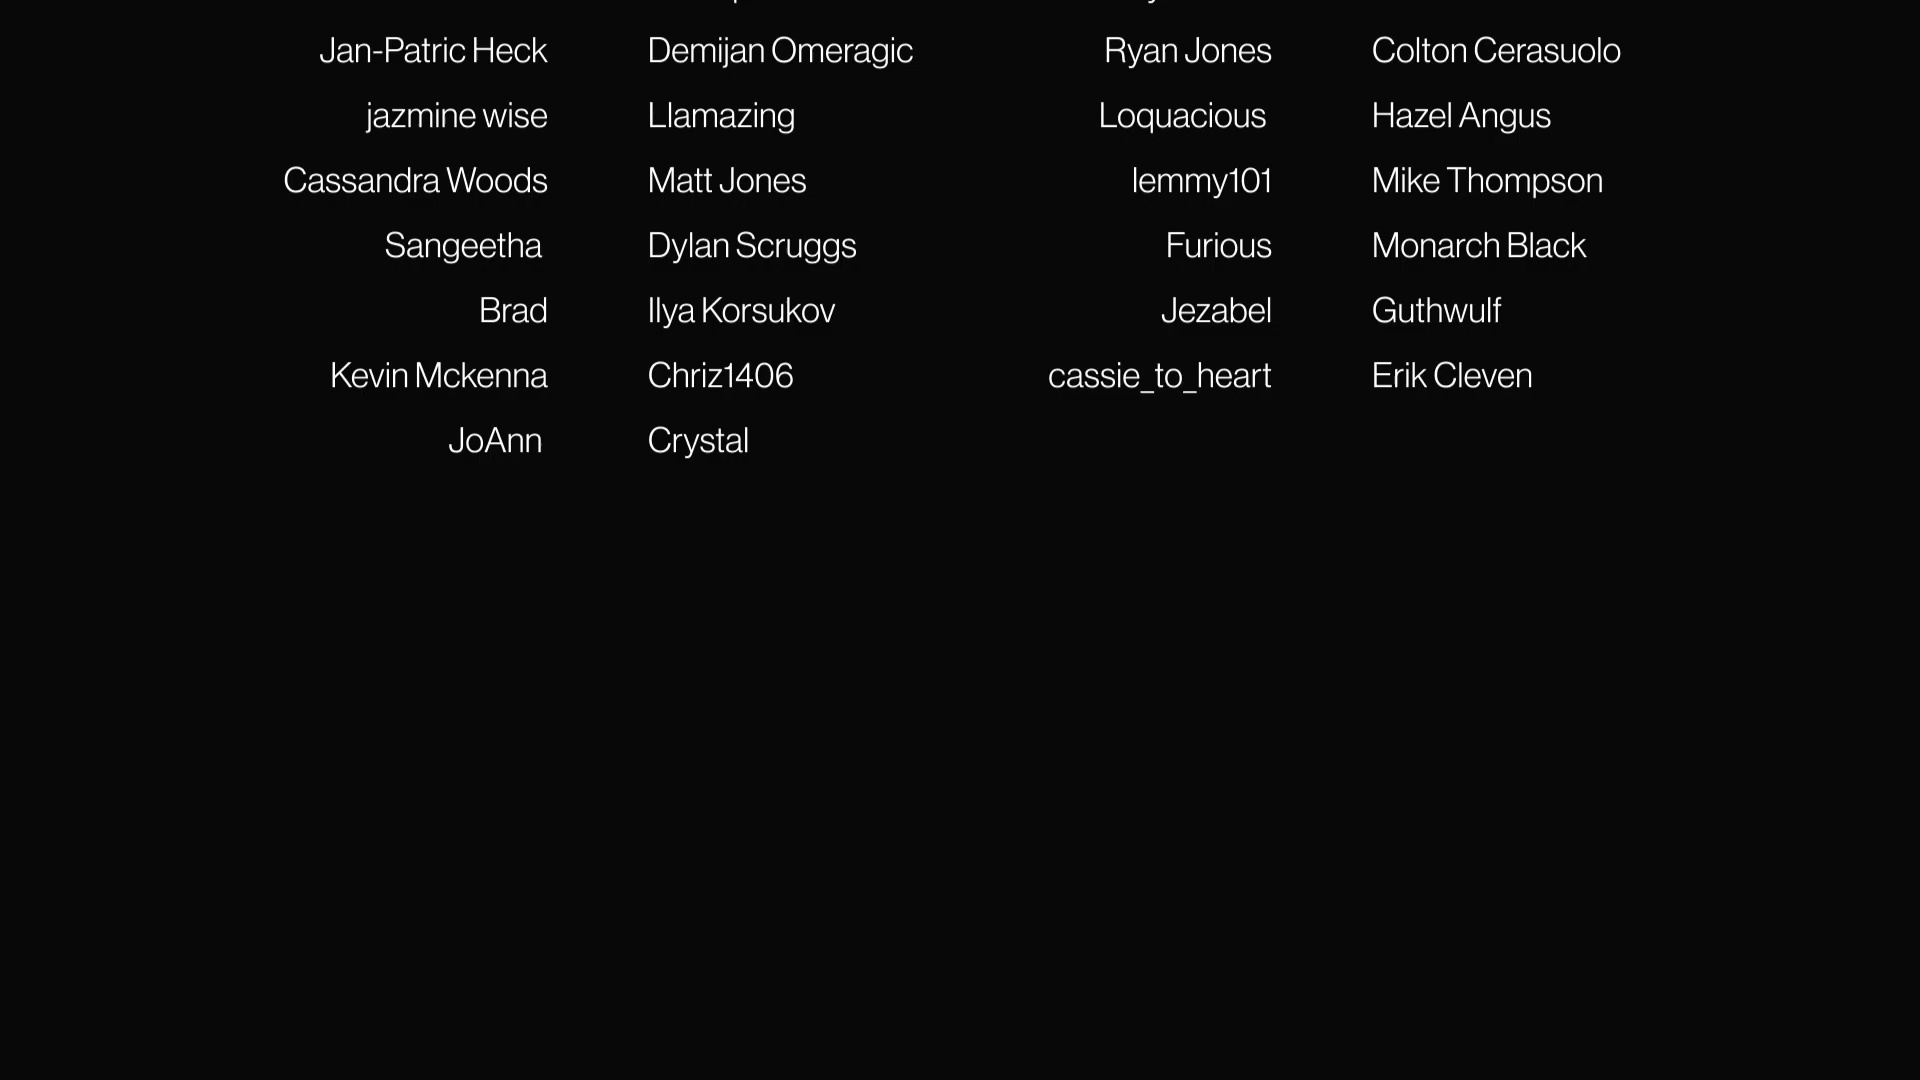 Jan-Patric Heck Demijan Omeragic Ryan Jones Colton Cerasuolo
jazmine wise Llamazing Loquacious Hazel Angus
Cassandra Woods Matt Jones lemmy101 Mike Thompson
Sangeetha Dylan Scruggs Furious Monarch Black
Brad Ilya Korsukov Jezabel Guthwulf
Kevin Mckenna Chriz1406 cassie_to_heart Erik Cleven
JoAnn Crystal